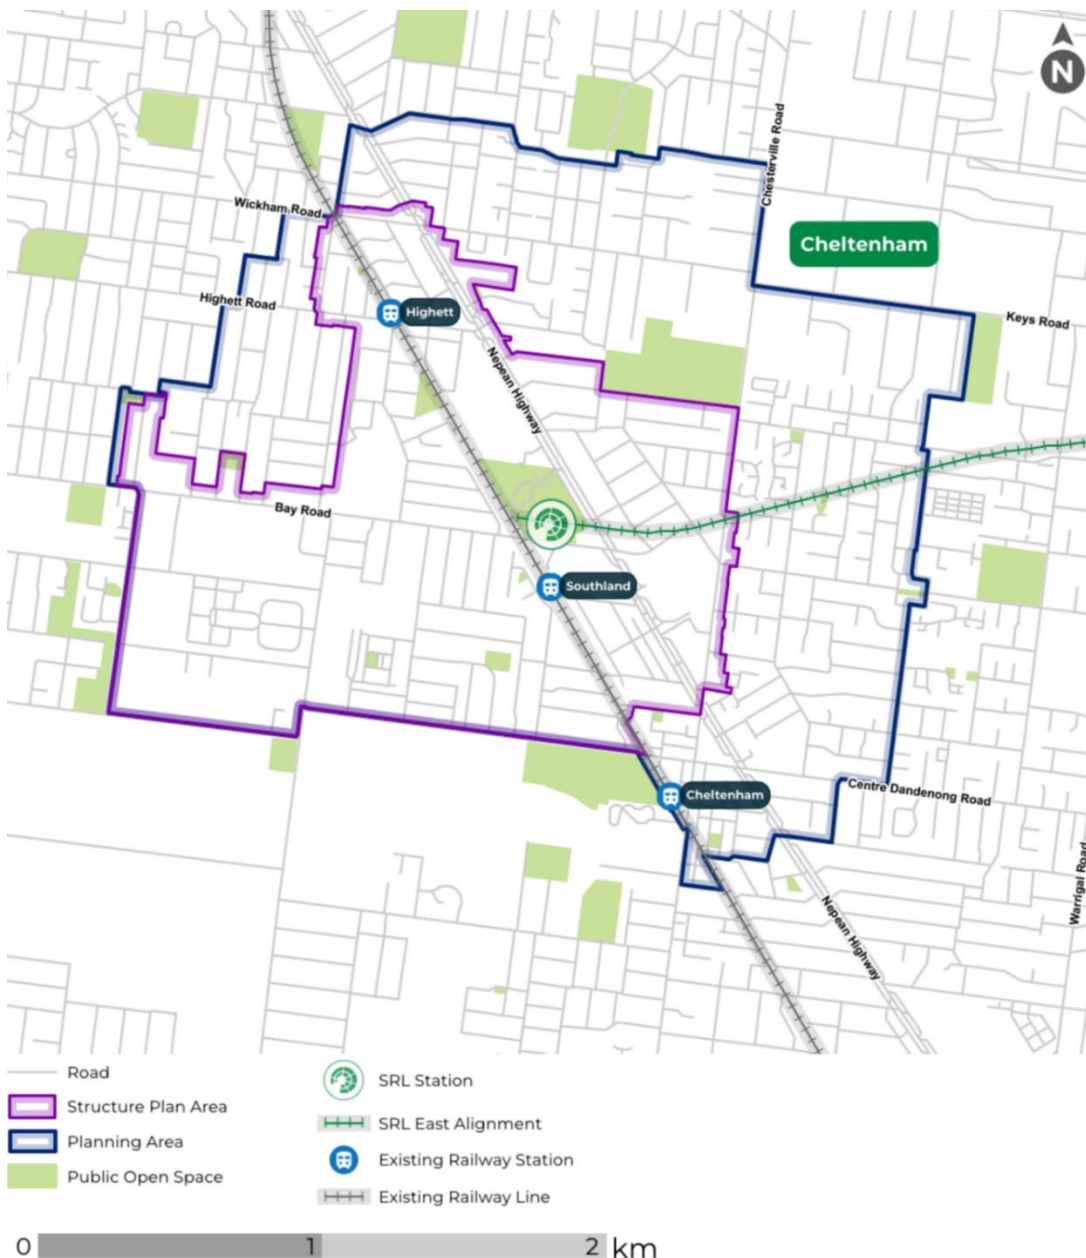 N
Chesterville Road
Wickham Road
Cheltenham
Highett Road
Highett
Keys Road
Nepean Highway
Bay Road
Southland
Cheltenham
Centre Dandenong Road
Warrigal Road
Nepean Highway
Road
Structure Plan Area
Planning Area
Public Open Space
SRL Station
SRL East Alignment
Existing Railway Station
Existing Railway Line
0 1 2 km